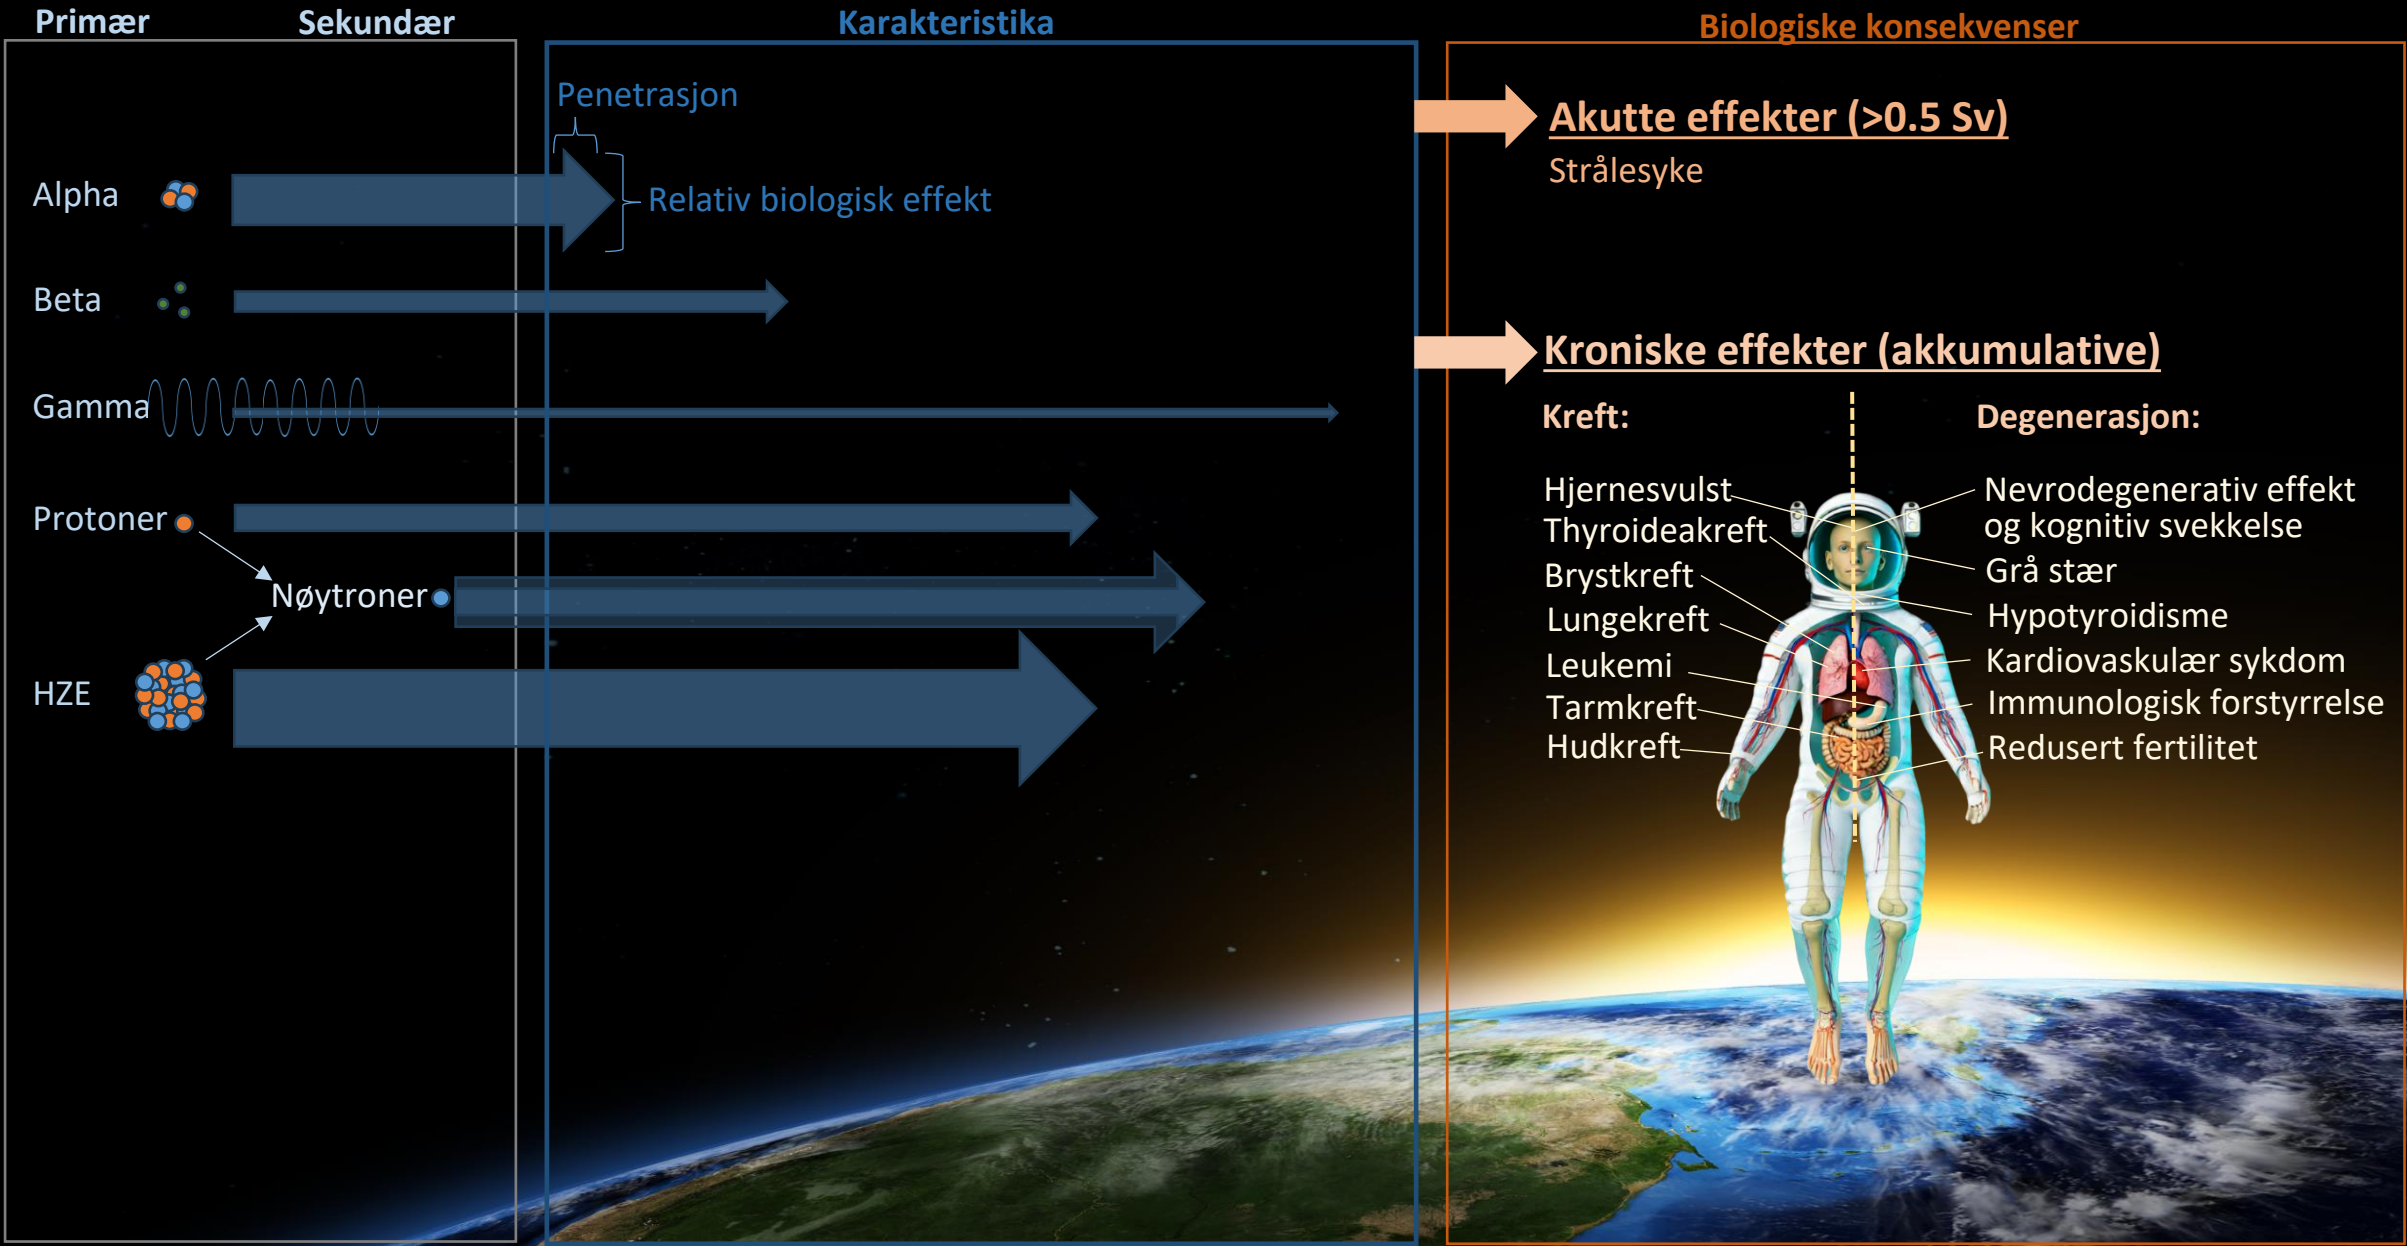 Primær
Sekundær
Karakteristika
Biologiske konsekvenser
Penetrasjon
Alpha
Relativ biologisk effekt
Beta
Gamma
Protoner
Nøytroner
HZE
Akutte effekter (>0.5 Sv)
Strålesyke
Kroniske effekter (akkumulative)
Kreft:
Hjernesvulst
Thyroideakreft
Brystkreft
Lungekreft
Leukemi
Tarmkreft
Hudkreft
Degenerasjon:
Nevrodegenerativ effekt
og kognitiv svekkelse
Grå stær
Hypotyroidisme
Kardiovaskulær sykdom
Immunologisk forstyrrelse
Redusert fertilitet